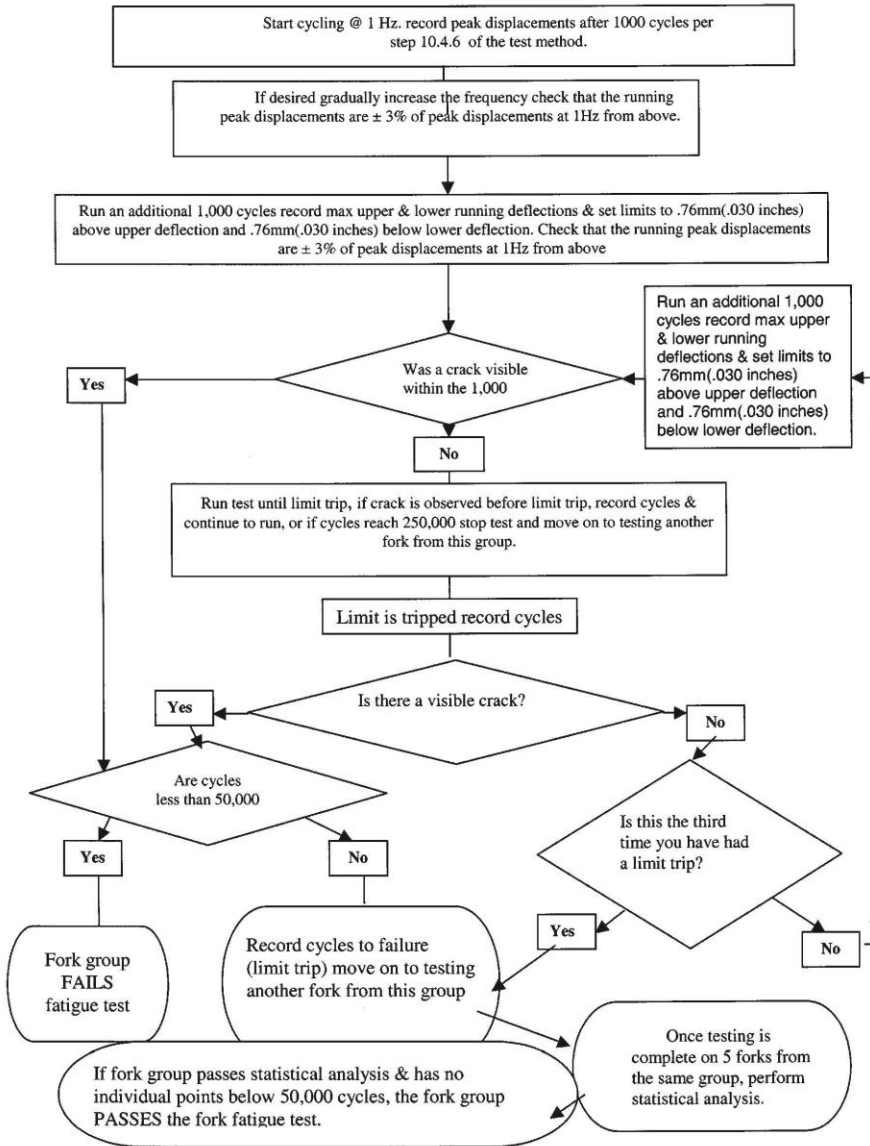 Start cycling @ 1 Hz. record peak displacements after 1000 cycles per
step 10.4.6 of the test method.
If desired gradually increase the frequency check that the running
peak displacements are ± 3% of peak displacements at 1Hz from above.
Run an additional 1,000 cycles record max upper & lower running deflections & set limits to .76mm(.030 inches)
above upper deflection and .76mm(.030 inches) below lower deflection. Check that the running peak displacements
are ± 3% of peak displacements at 1Hz from above
Run an additional 1,000
cycles record max upper
& lower running
deflections & set limits to
.76mm(.030 inches)
above upper deflection
and .76mm(.030 inches)
below lower deflection.
Was a crack visible
within the 1,000
Yes
No
Run test until limit trip, if crack is observed before limit trip, record cycles &
continue to run, or if cycles reach 250,000 stop test and move on to testing another
fork from this group.
Limit is tripped record cycles
Is there a visible crack?
Yes
No
Are cycles
less than 50,000
Is this the third
time you have had
a limit trip?
Yes
No
Yes
No
Fork group
FAILS
fatigue test
Record cycles to failure
(limit trip) move on to testing
another fork from this group
Once testing is
complete on 5 forks from
the same group, perform
statistical analysis.
If fork group passes statistical analysis & has no
individual points below 50,000 cycles, the fork group
PASSES the fork fatigue test.